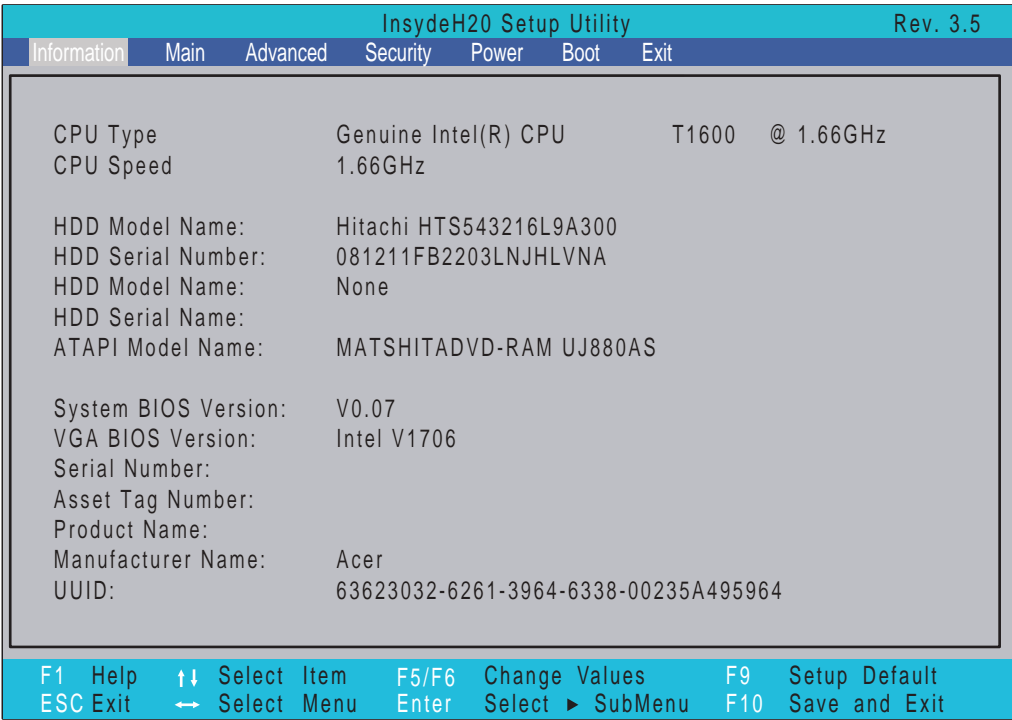 InsydeH20 Setup Utility Rev. 3.5
Information Main Advanced Security Power Boot Exit
CPU Type Genuine Intel(R) CPU T1600 @ 1.66GHz
CPU Speed 1.66GHz
HDD Model Name: Hitachi HTS543216L9A300
HDD Serial Number: 081211FB2203LNJHLVNA
HDD Model Name: None
HDD Serial Name:
ATAPI Model Name: MATSHITADVD-RAM UJ880AS
System BIOS Version: V0.07
VGA BIOS Version: Intel V1706
Serial Number:
Asset Tag Number:
Product Name:
Manufacturer Name: Acer
UUID: 63623032-6261-3964-6338-00235A495964
F1 Help ↑↓ Select Item F5/F6 Change Values F9 Setup Default
ESC Exit ↔ Select Menu Enter Select ► SubMenu F10 Save and Exit